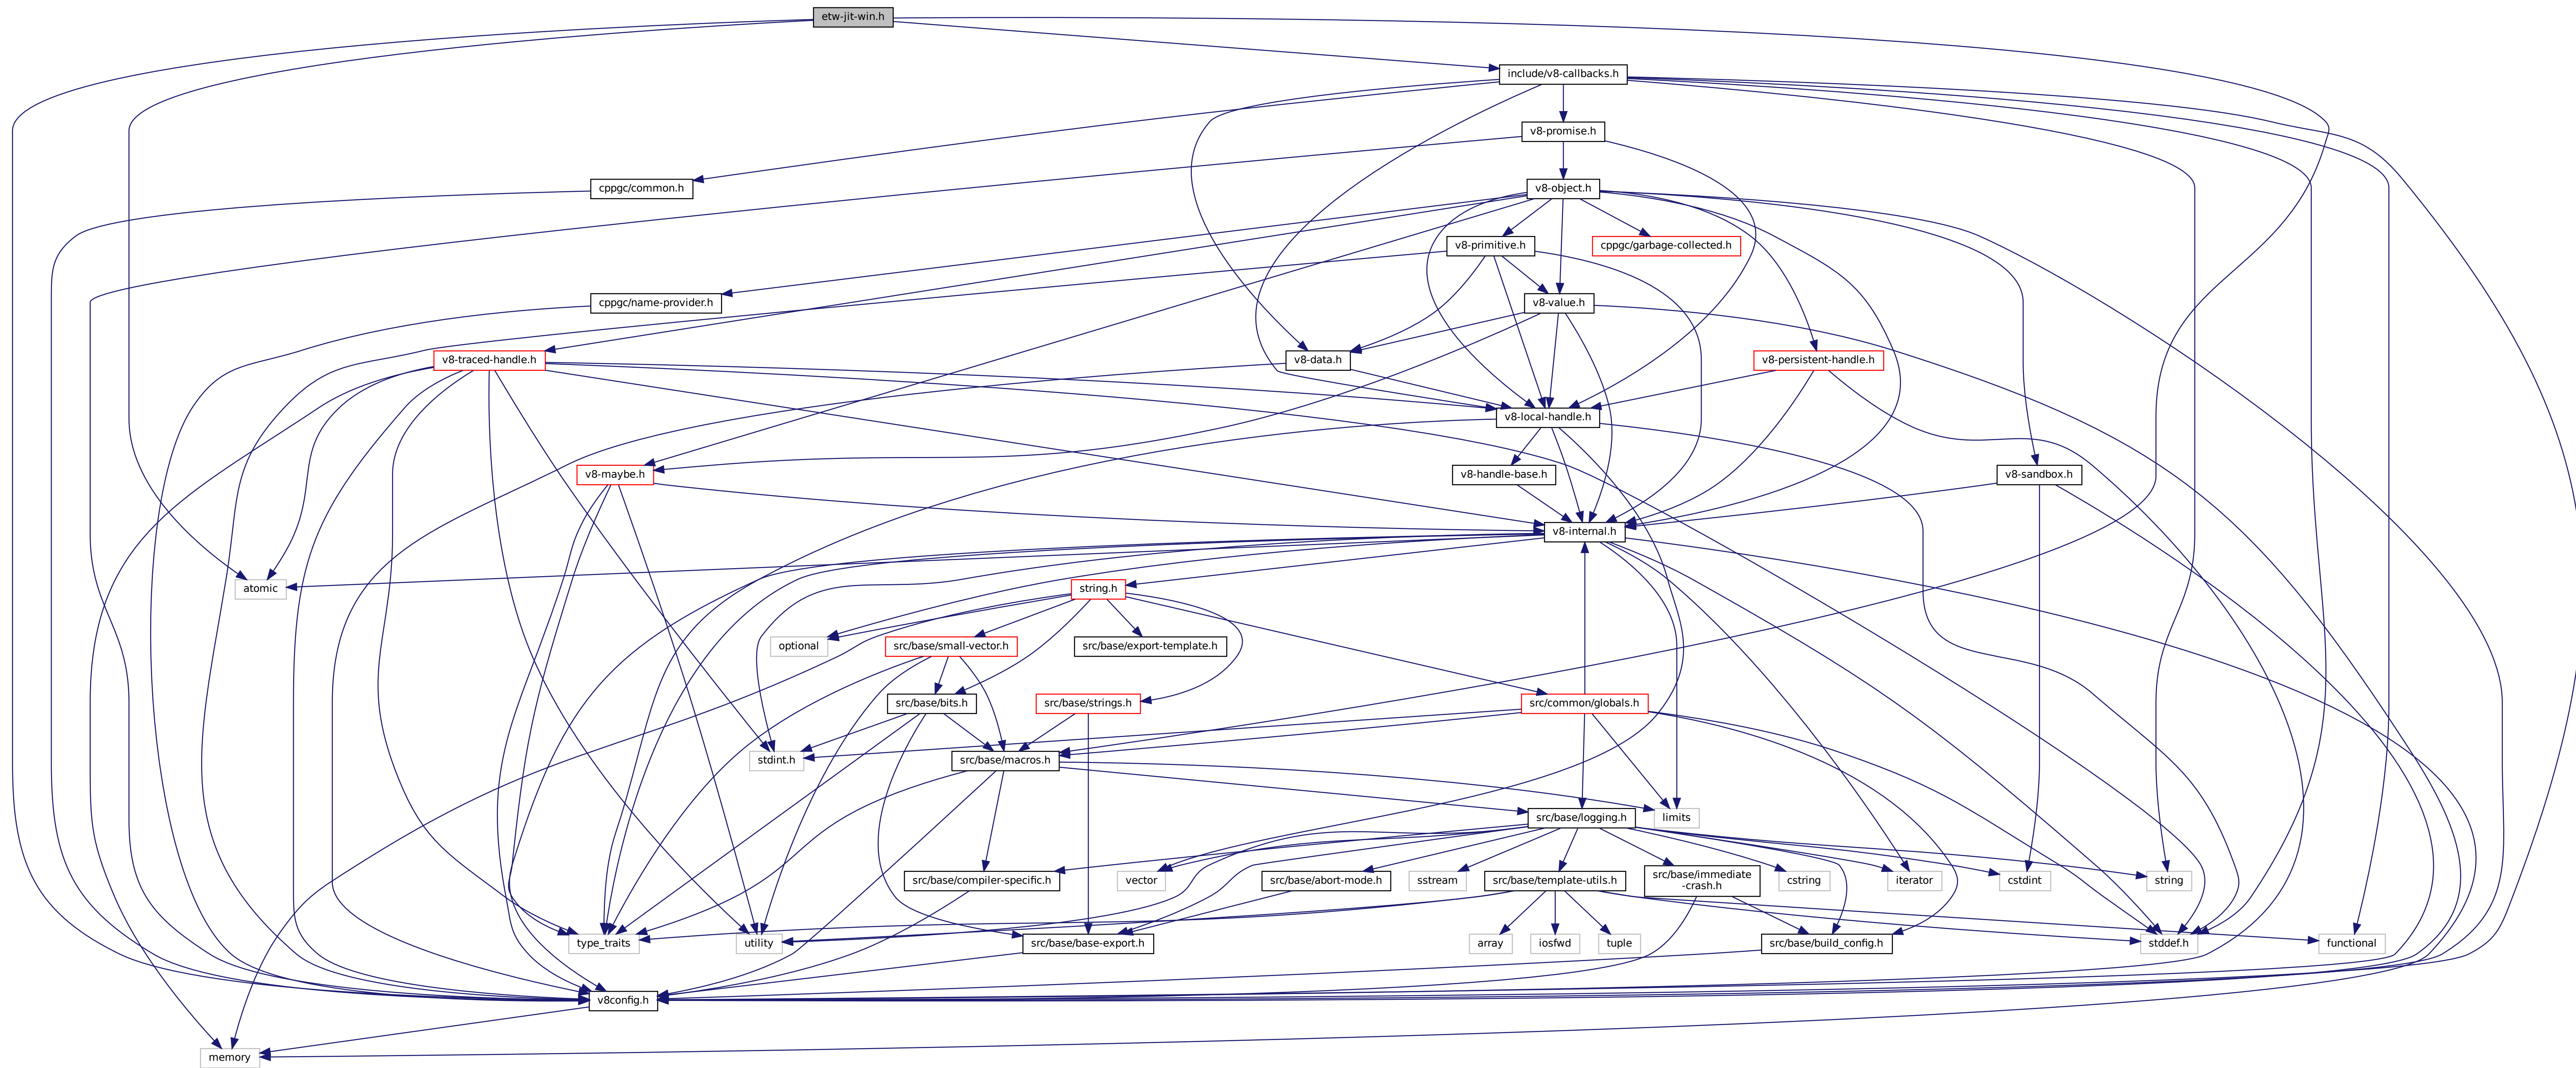 etw-jit-win.h
include/v8-callbacks.h
v8-promise.h
cppgc/common.h
v8-object.h
v8-primitive.h
cppgc/garbage-collected.h
cppgc/name-provider.h
v8-value.h
v8-traced-handle.h
v8-data.h
v8-persistent-handle.h
v8-local-handle.h
v8-maybe.h
v8-handle-base.h
v8-sandbox.h
v8-internal.h
atomic
string.h
optional
src/base/small-vector.h
src/base/export-template.h
src/base/bits.h
src/base/strings.h
src/common/globals.h
stdint.h
src/base/macros.h
src/base/logging.h
limits
src/base/compiler-specific.h
vector
src/base/abort-mode.h
sstream
src/base/template-utils.h
src/base/immediate
-crash.h
cstring
iterator
cstdint
string
type_traits
utility
src/base/base-export.h
array
iosfwd
tuple
src/base/build_config.h
stddef.h
functional
v8config.h
memory